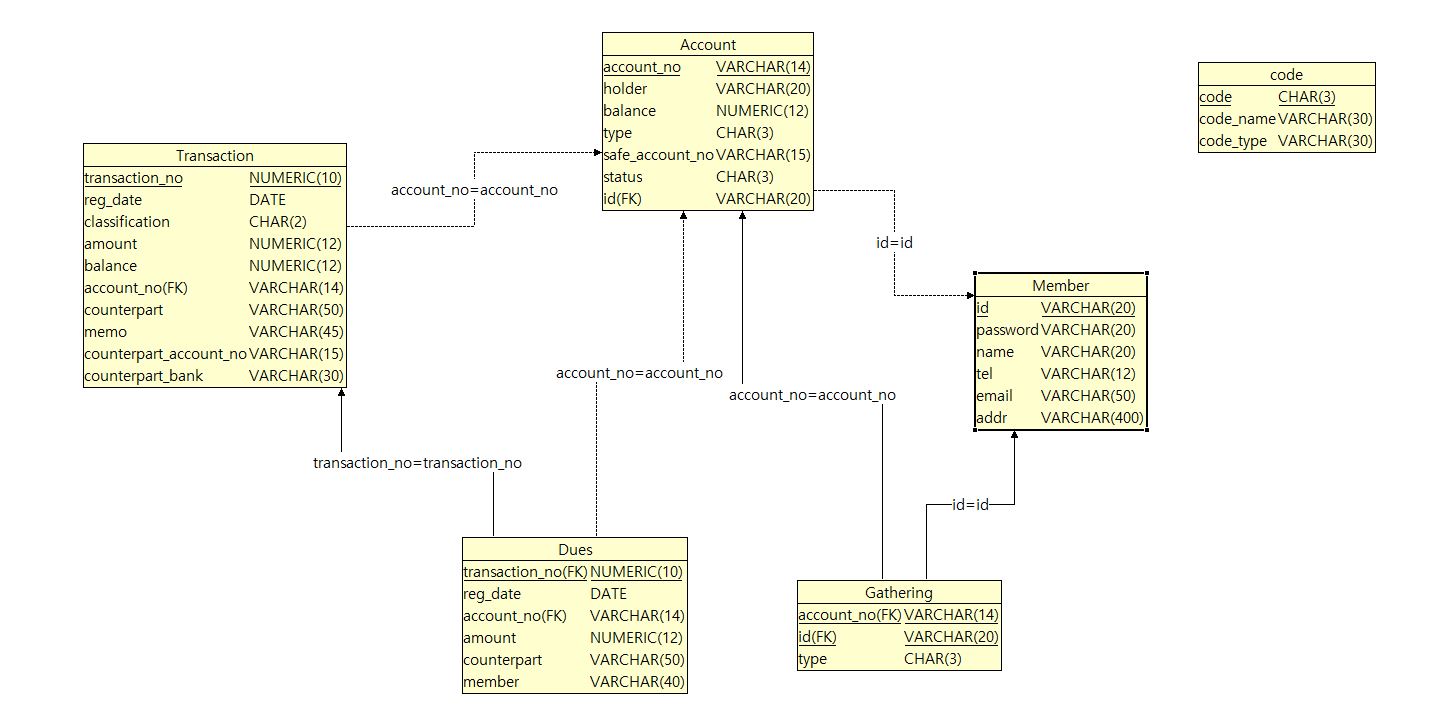 Account
account_no VARCHAR(14)
holder VARCHAR(20)
balance NUMERIC(12)
type CHAR(3)
safe_account_no VARCHAR(15)
status CHAR(3)
id(FK) VARCHAR(20)
code
code CHAR(3)
code_name VARCHAR(30)
code_type VARCHAR(30)
Transaction
transaction_no NUMERIC(10)
reg_date DATE
classification CHAR(2)
amount NUMERIC(12)
balance NUMERIC(12)
account_no(FK) VARCHAR(14)
counterpart VARCHAR(50)
memo VARCHAR(45)
counterpart_account_no VARCHAR(15)
counterpart_bank VARCHAR(30)
account_no=account_no
id=id
Member
id VARCHAR(20)
password VARCHAR(20)
name VARCHAR(20)
tel VARCHAR(12)
email VARCHAR(50)
addr VARCHAR(400)
account_no=account_no
account_no=account_no
transaction_no=transaction_no
id=id
Dues
transaction_no(FK) NUMERIC(10)
reg_date DATE
account_no(FK) VARCHAR(14)
amount NUMERIC(12)
counterpart VARCHAR(50)
member VARCHAR(40)
Gathering
account_no(FK) VARCHAR(14)
id(FK) VARCHAR(20)
type CHAR(3)